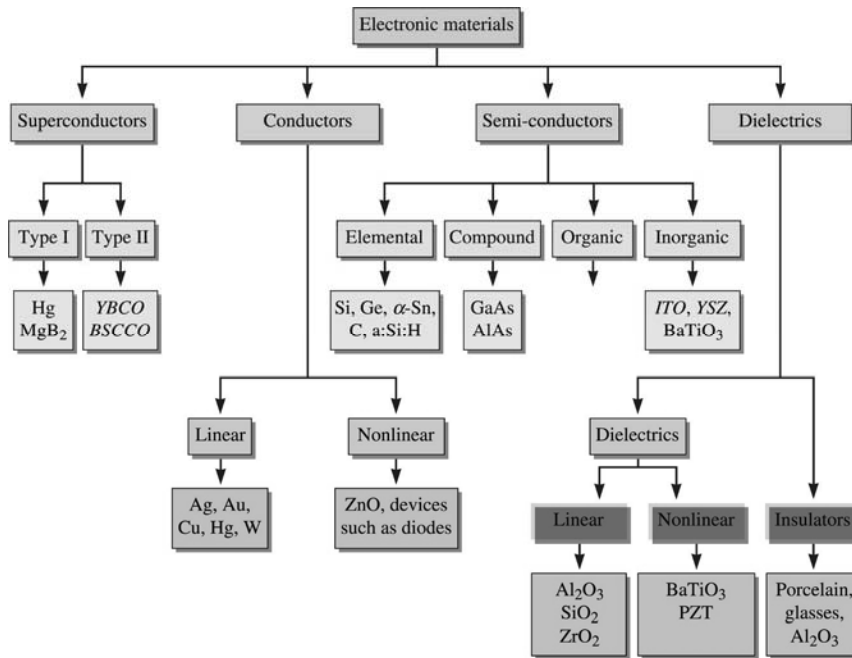 Electronic materials
Superconductors
Conductors
Semi-conductors
Dielectrics
Type I
Type II
Elemental
Compound
Organic
Inorganic
Hg
MgB₂
YBCO
BSCCO
Si, Ge, α-Sn,
C, a:Si:H
GaAs
AlAs
ITO, YSZ,
BaTiO₃
Linear
Nonlinear
Dielectrics
Ag, Au,
Cu, Hg, W
ZnO, devices
such as diodes
Linear
Nonlinear
Insulators
Al₂O₃
SiO₂
ZrO₂
BaTiO₃
PZT
Porcelain,
glasses,
Al₂O₃